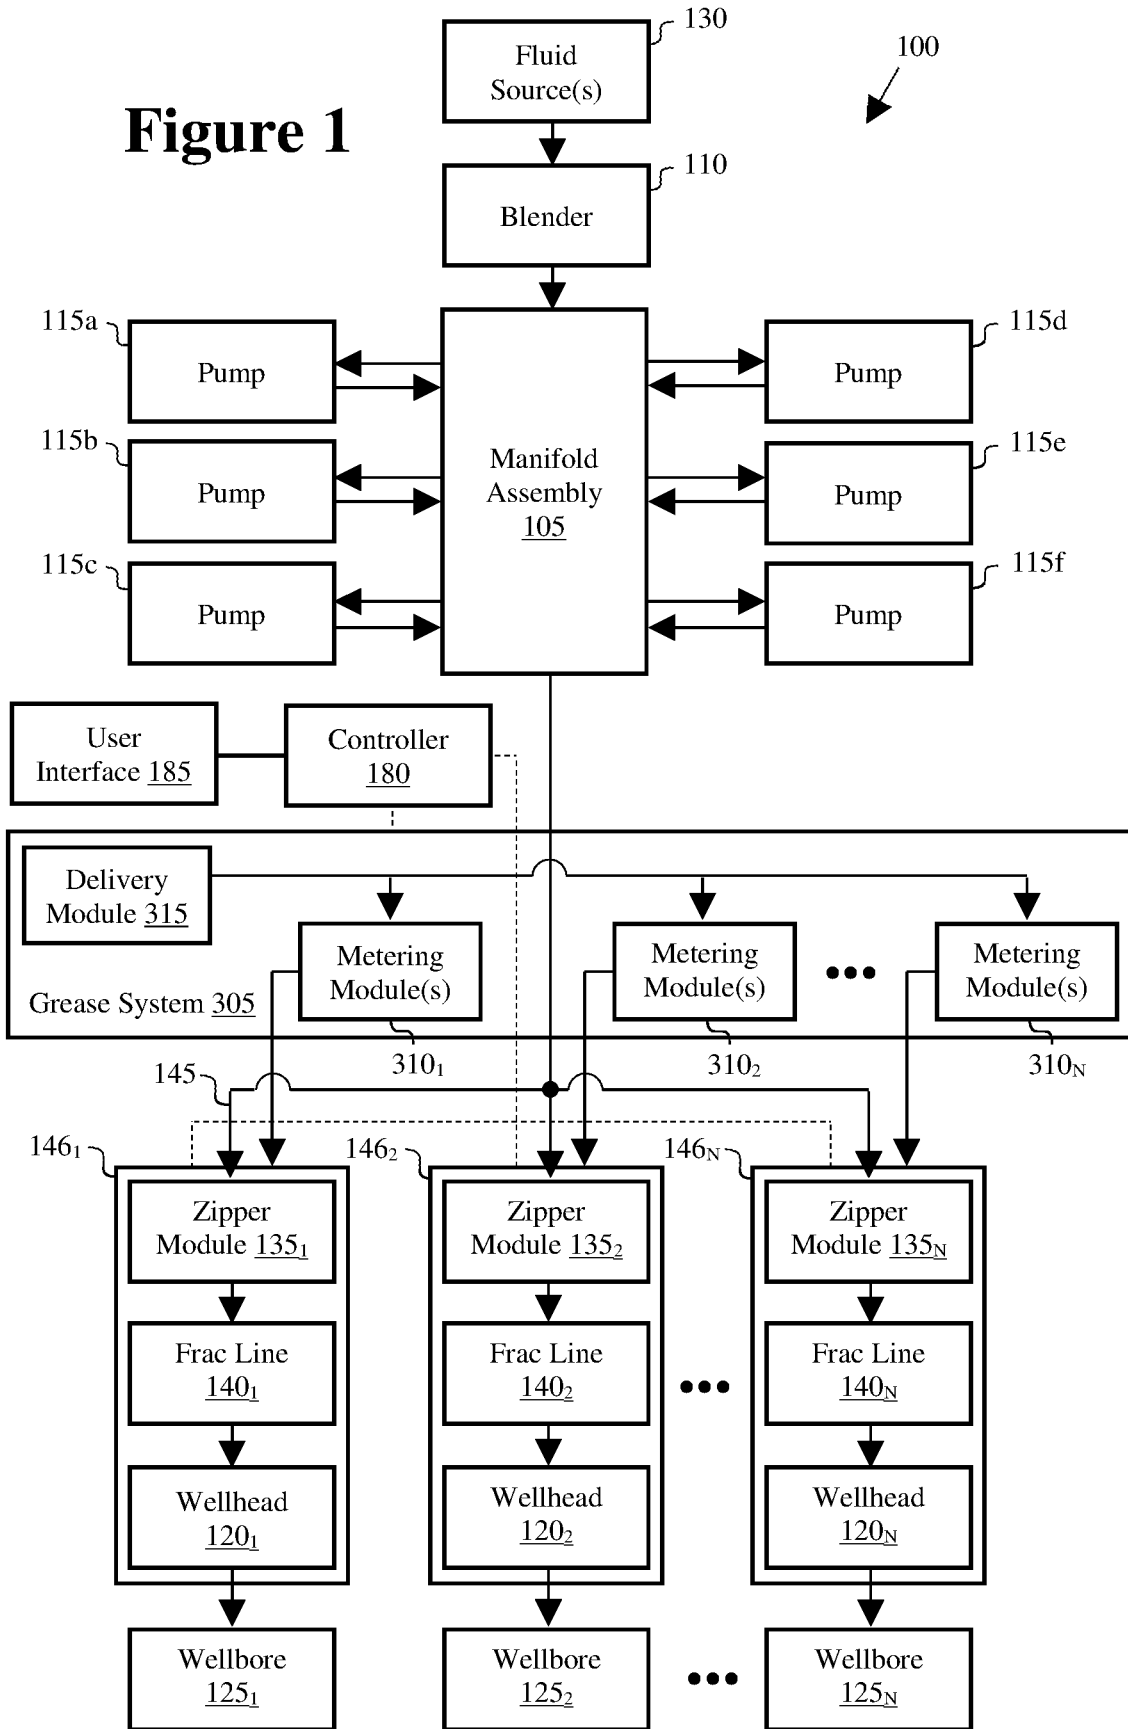 130
Fluid
Source(s)
100
Figure 1
110
Blender
115a
Pump
115d
Pump
115b
Pump
Manifold
Assembly
105
115e
Pump
115c
Pump
115f
Pump
User
Interface 185
Controller
180
Delivery
Module 315
Metering
Module(s)
Metering
Module(s)
Metering
Module(s)
Grease System 305
310₁
310₂
310N
145
146₁
146₂
146N
Zipper
Module 135₁
Zipper
Module 135₂
Zipper
Module 135N
Frac Line
140₁
Frac Line
140₂
Frac Line
140N
Wellhead
120₁
Wellhead
120₂
Wellhead
120N
Wellbore
125₁
Wellbore
125₂
Wellbore
125N